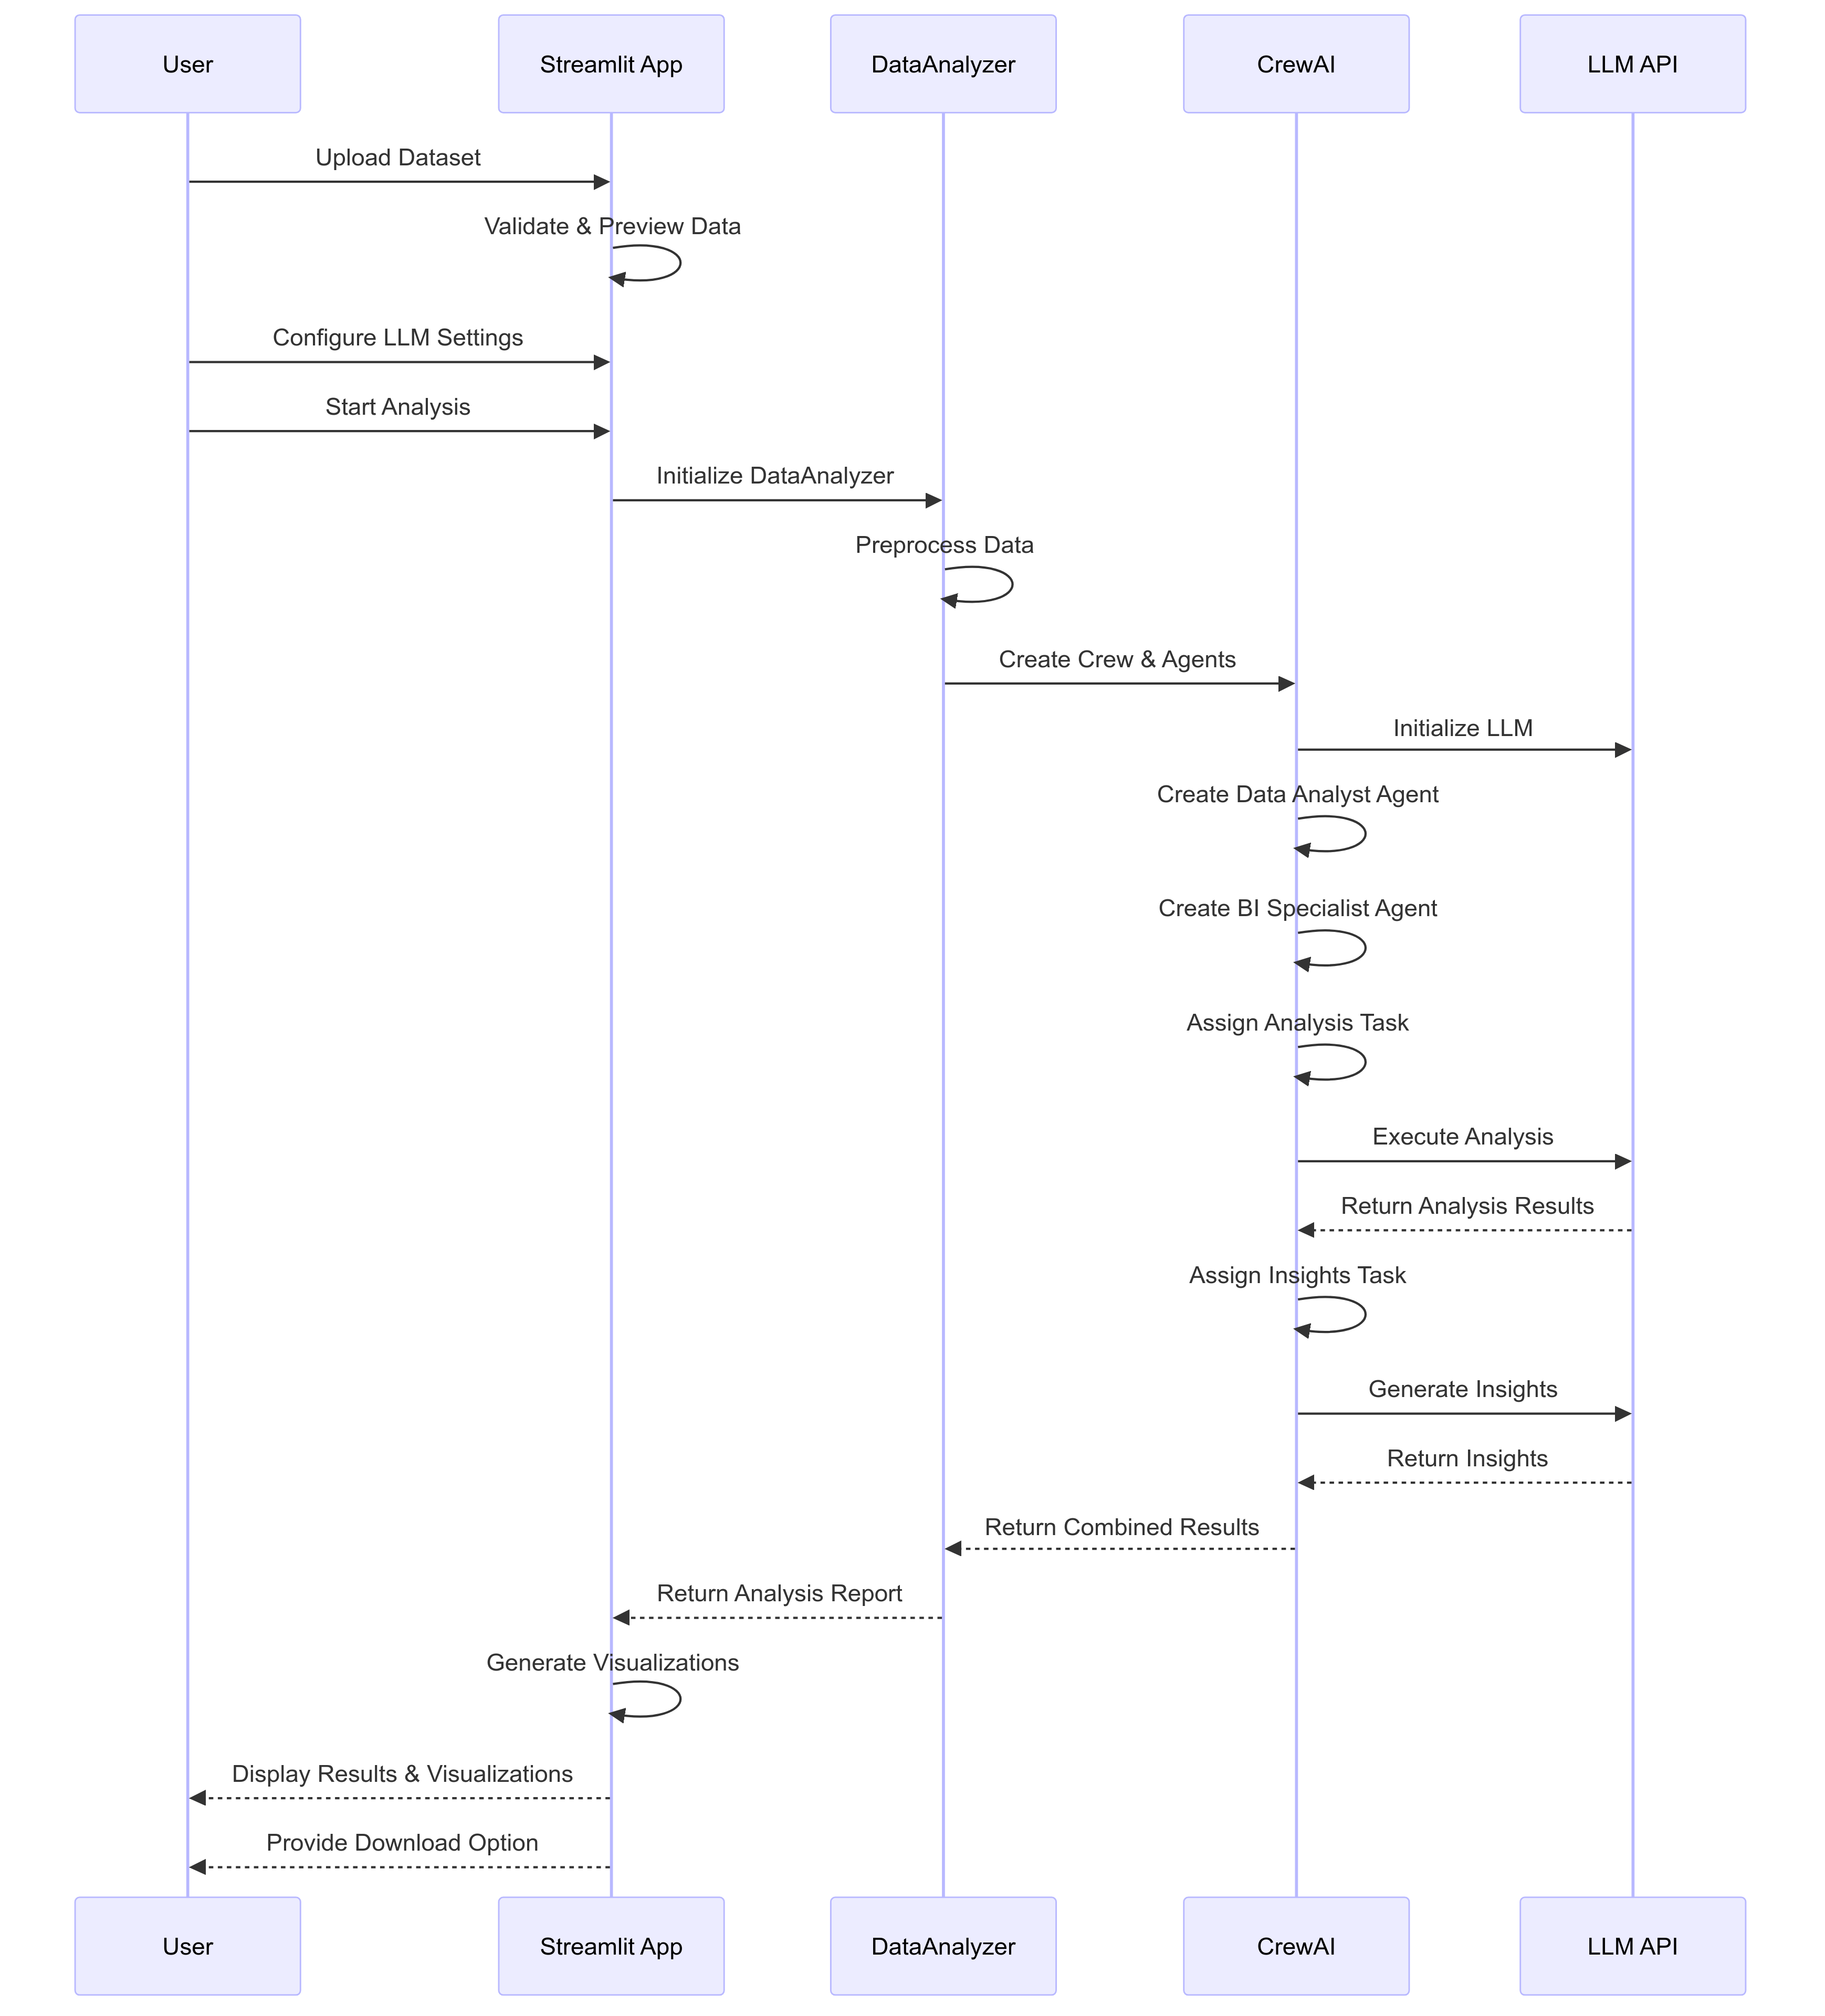 User
Streamlit App
DataAnalyzer
CrewAI
LLM API
Upload Dataset
Validate & Preview Data
Configure LLM Settings
Start Analysis
Initialize DataAnalyzer
Preprocess Data
Create Crew & Agents
Initialize LLM
Create Data Analyst Agent
Create BI Specialist Agent
Assign Analysis Task
Execute Analysis
Return Analysis Results
Assign Insights Task
Generate Insights
Return Insights
Return Combined Results
Return Analysis Report
Generate Visualizations
Display Results & Visualizations
Provide Download Option
User
Streamlit App
DataAnalyzer
CrewAI
LLM API